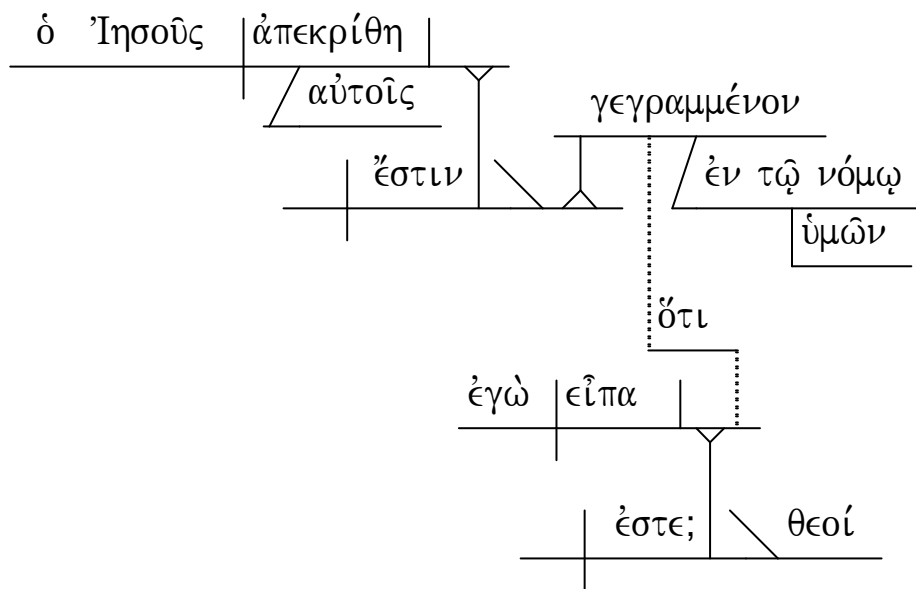 ὁ Ἰησοῦς ἀπεκρίθη
αὐτοῖς
γεγραμμένον
ἔστιν
ἐν τῷ νόμῳ
ὑμῶν
ὅτι
ἐγὼ εἶπα
ἐστε; θεοί